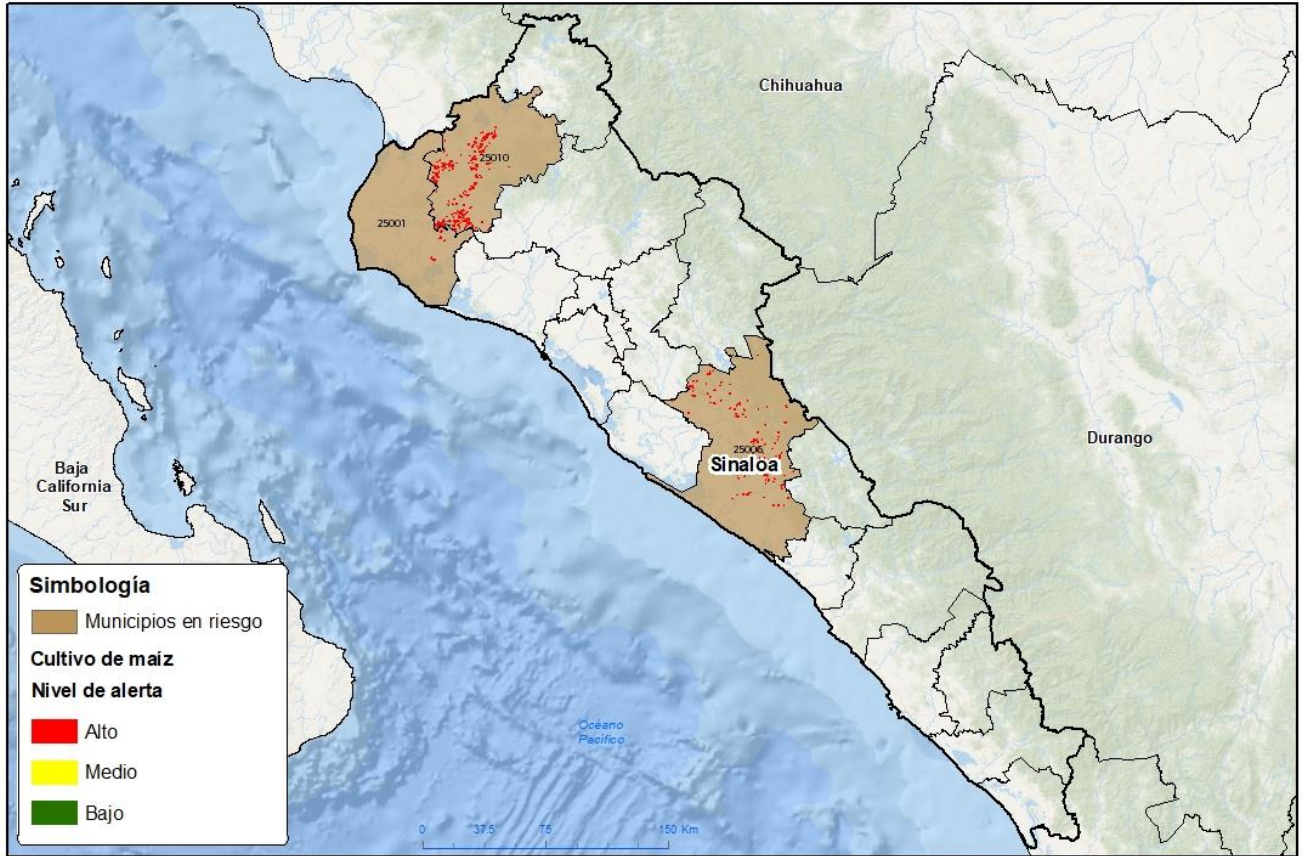 Chihuahua
25010
25001
Durango
25006
Sinaloa
Baja
California
Sur
Simbología
Municipios en riesgo
Cultivo de maíz
Nivel de alerta
Alto
Medio
Bajo
Océano
Pacífico
0 37.5 75 150 Km